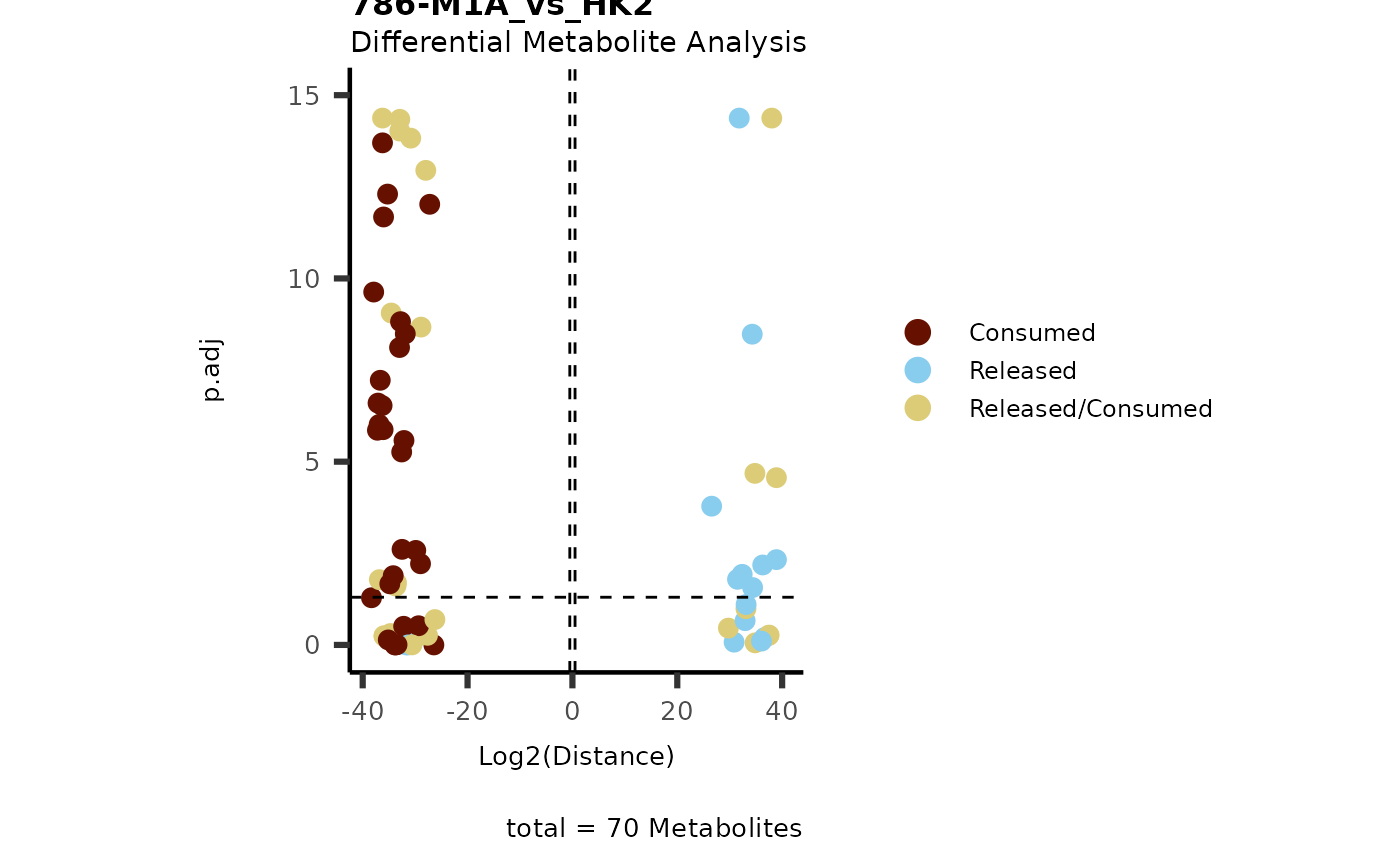 786-M1A_vs_HK2
Differential Metabolite Analysis
15
10
5
0
p.adj
-40 -20 0 20 40
Log2(Distance)
Consumed
Released
Released/Consumed
total = 70 Metabolites